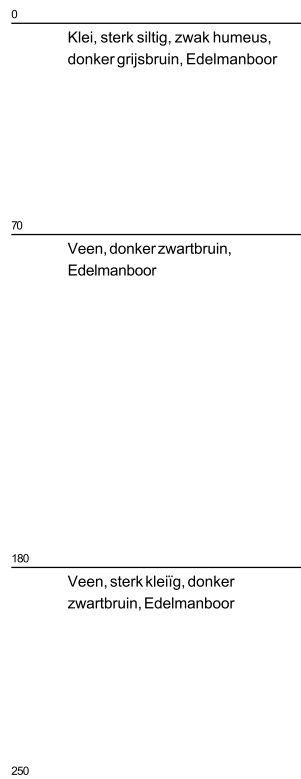 0
Klei, sterk siltig, zwak humeus,
donker grijsbruin, Edelmanboor
70
Veen, donker zwartbruin,
Edelmanboor
180
Veen, sterk kleiïg, donker
zwartbruin, Edelmanboor
250